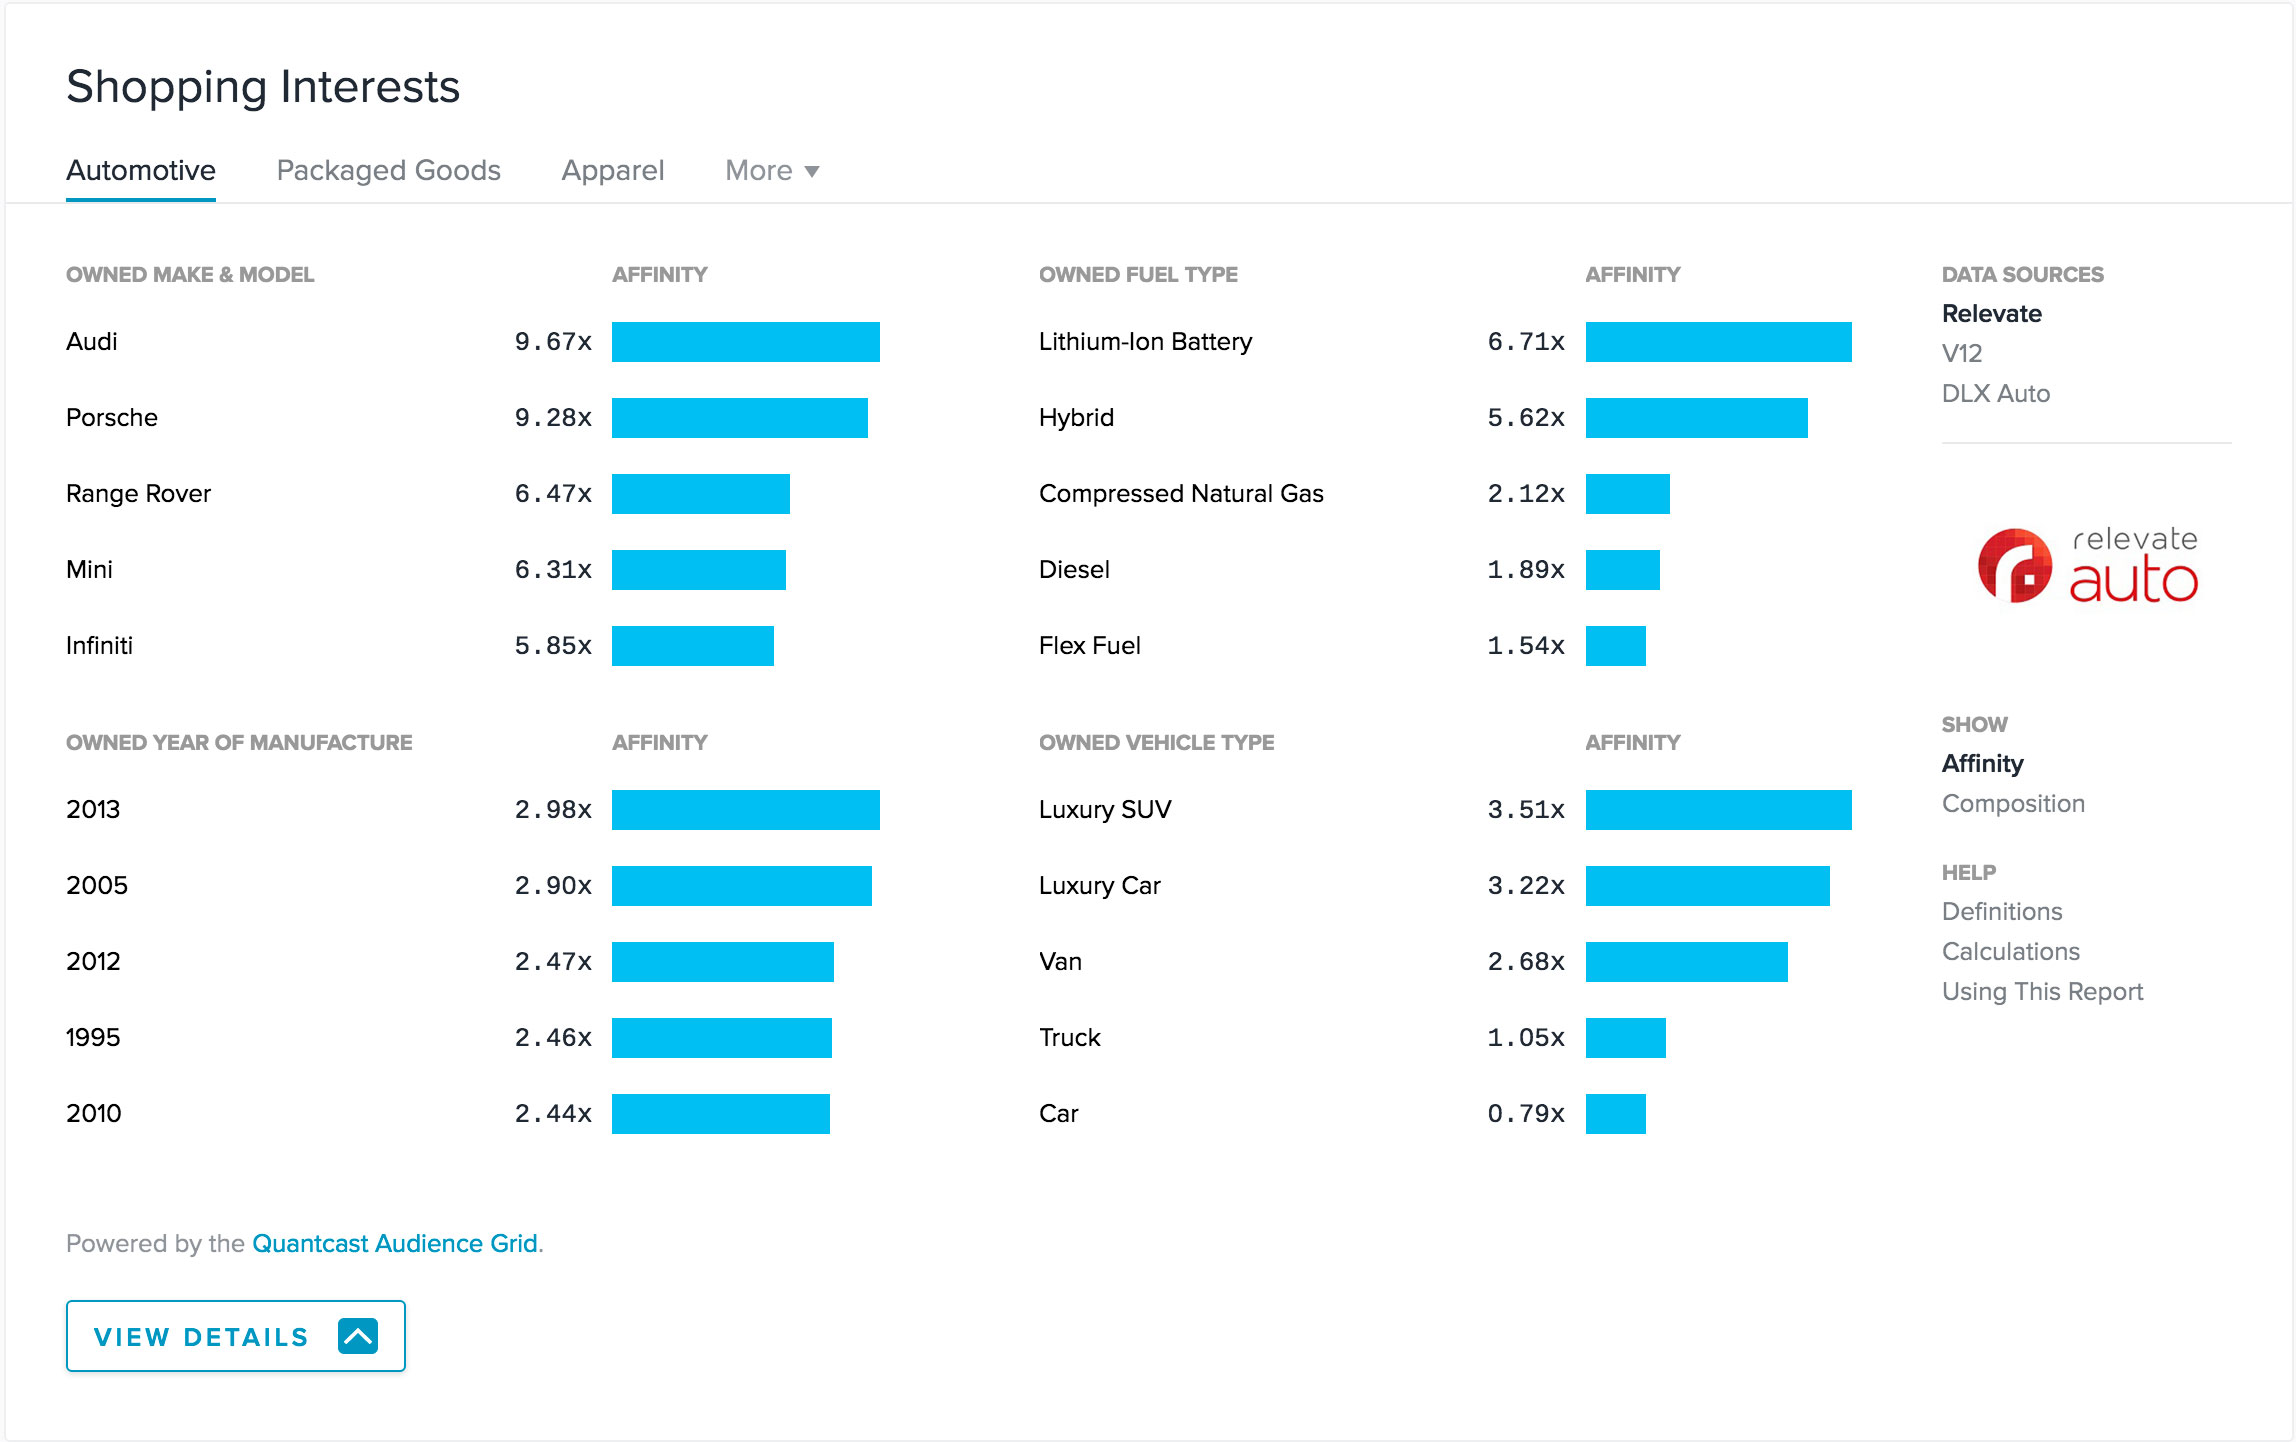 Shopping Interests
Automotive Packaged Goods Apparel More
OWNED MAKE & MODEL AFFINITY
Audi 9.67x
Porsche 9.28x
Range Rover 6.47x
Mini 6.31x
Infiniti 5.85x
OWNED FUEL TYPE AFFINITY
Lithium-Ion Battery 6.71x
Hybrid 5.62x
Compressed Natural Gas 2.12x
Diesel 1.89x
Flex Fuel 1.54x
OWNED YEAR OF MANUFACTURE AFFINITY
2013 2.98x
2005 2.90x
2012 2.47x
1995 2.46x
2010 2.44x
OWNED VEHICLE TYPE AFFINITY
Luxury SUV 3.51x
Luxury Car 3.22x
Van 2.68x
Truck 1.05x
Car 0.79x
DATA SOURCES
Relevate
V12
DLX Auto
relevate
auto
SHOW
Affinity
Composition
HELP
Definitions
Calculations
Using This Report
Powered by the Quantcast Audience Grid.
VIEW DETAILS